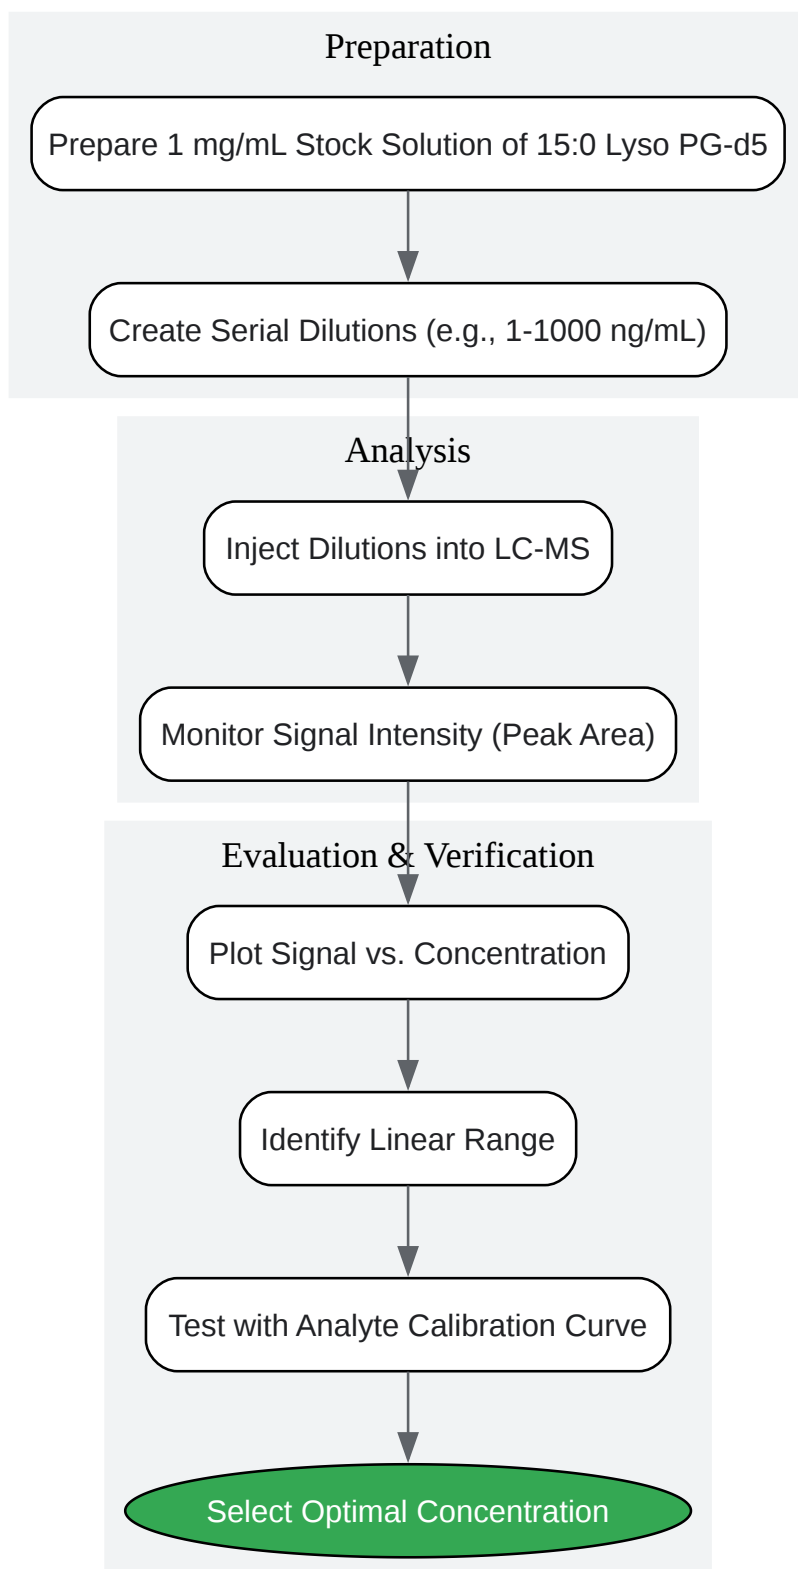 Preparation
Prepare 1 mg/mL Stock Solution of 15:0 Lyso PG-d5
Create Serial Dilutions (e.g., 1-1000 ng/mL)
Analysis
Inject Dilutions into LC-MS
Monitor Signal Intensity (Peak Area)
Evaluation & Verification
Plot Signal vs. Concentration
Identify Linear Range
Test with Analyte Calibration Curve
Select Optimal Concentration